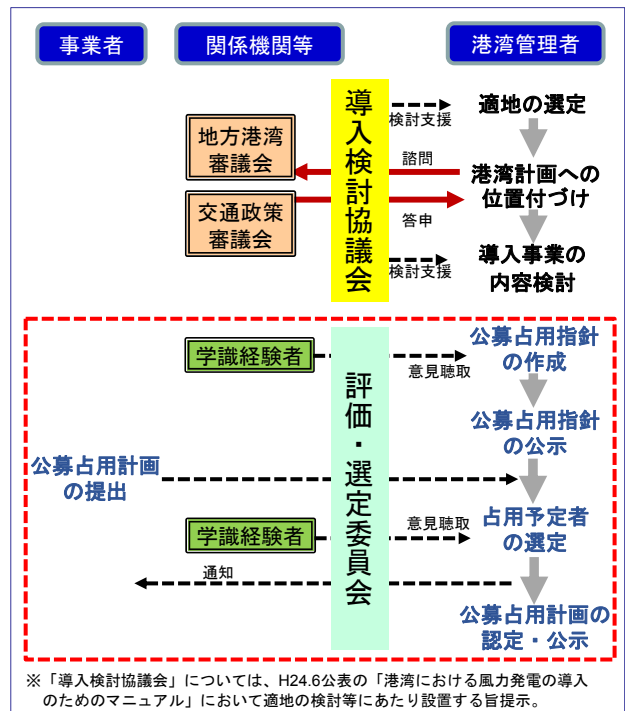 事業者
関係機関等
港湾管理者
導入検討協議会
検討支援
適地の選定
地方港湾
審議会
諮問
港湾計画への
位置付づけ
交通政策
審議会
答申
検討支援
導入事業の
内容検討
評価・選定委員会
学識経験者
意見聴取
公募占用指針
の作成
公募占用指針
の公示
公募占用計画
の提出
学識経験者
意見聴取
占用予定者
の選定
通知
公募占用計画の
認定・公示
※「導入検討協議会」については、H24.6公表の「港湾における風力発電の導入
のためのマニュアル」において適地の検討等にあたり設置する旨提示。